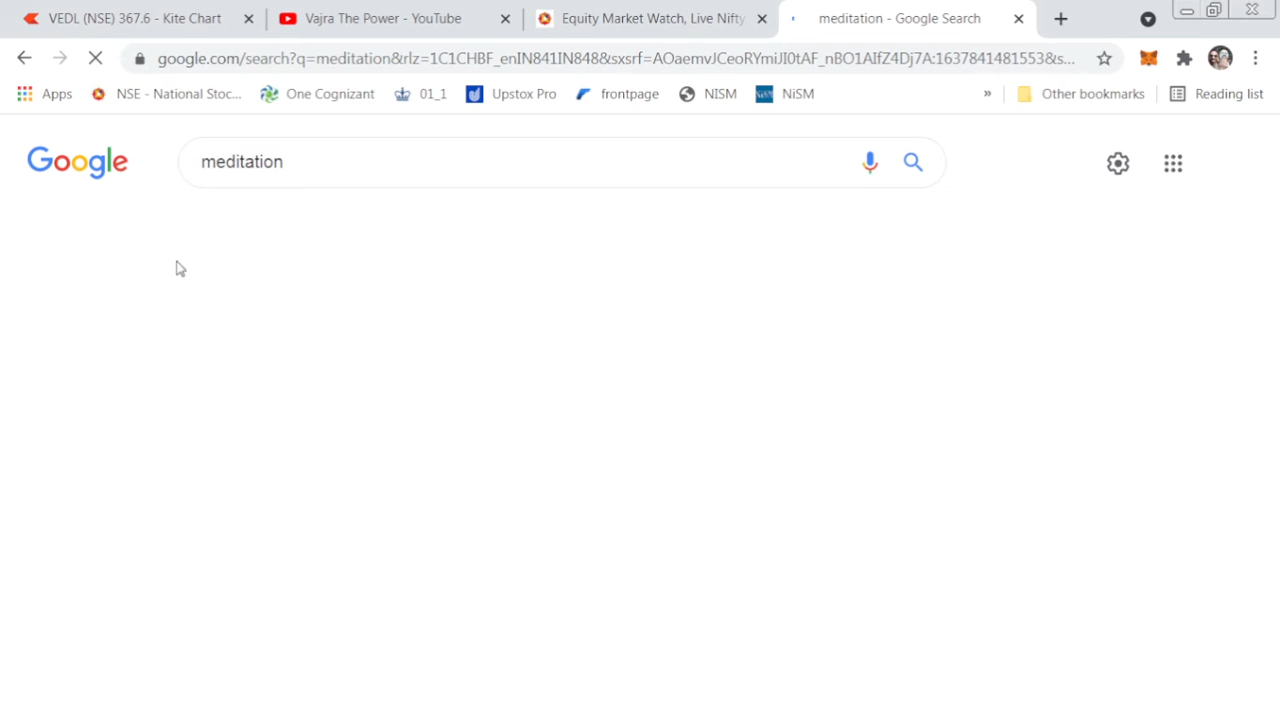 VEDL (NSE) 367.6 - Kite Chart
Vajra The Power - YouTube
Equity Market Watch, Live Nifty
meditation - Google Search
google.com/search?q=meditation&rlz=1C1CHBF_enIN841IN848&sxsrf=AOaemvJCeoRYmiJI0tAF_nBO1AIfZ4Dj7A:1637841481553&s...
Apps
NSE - National Stoc...
One Cognizant
01_1
Upstox Pro
frontpage
NISM
NiSM
»
Other bookmarks
Reading list
Google
meditation